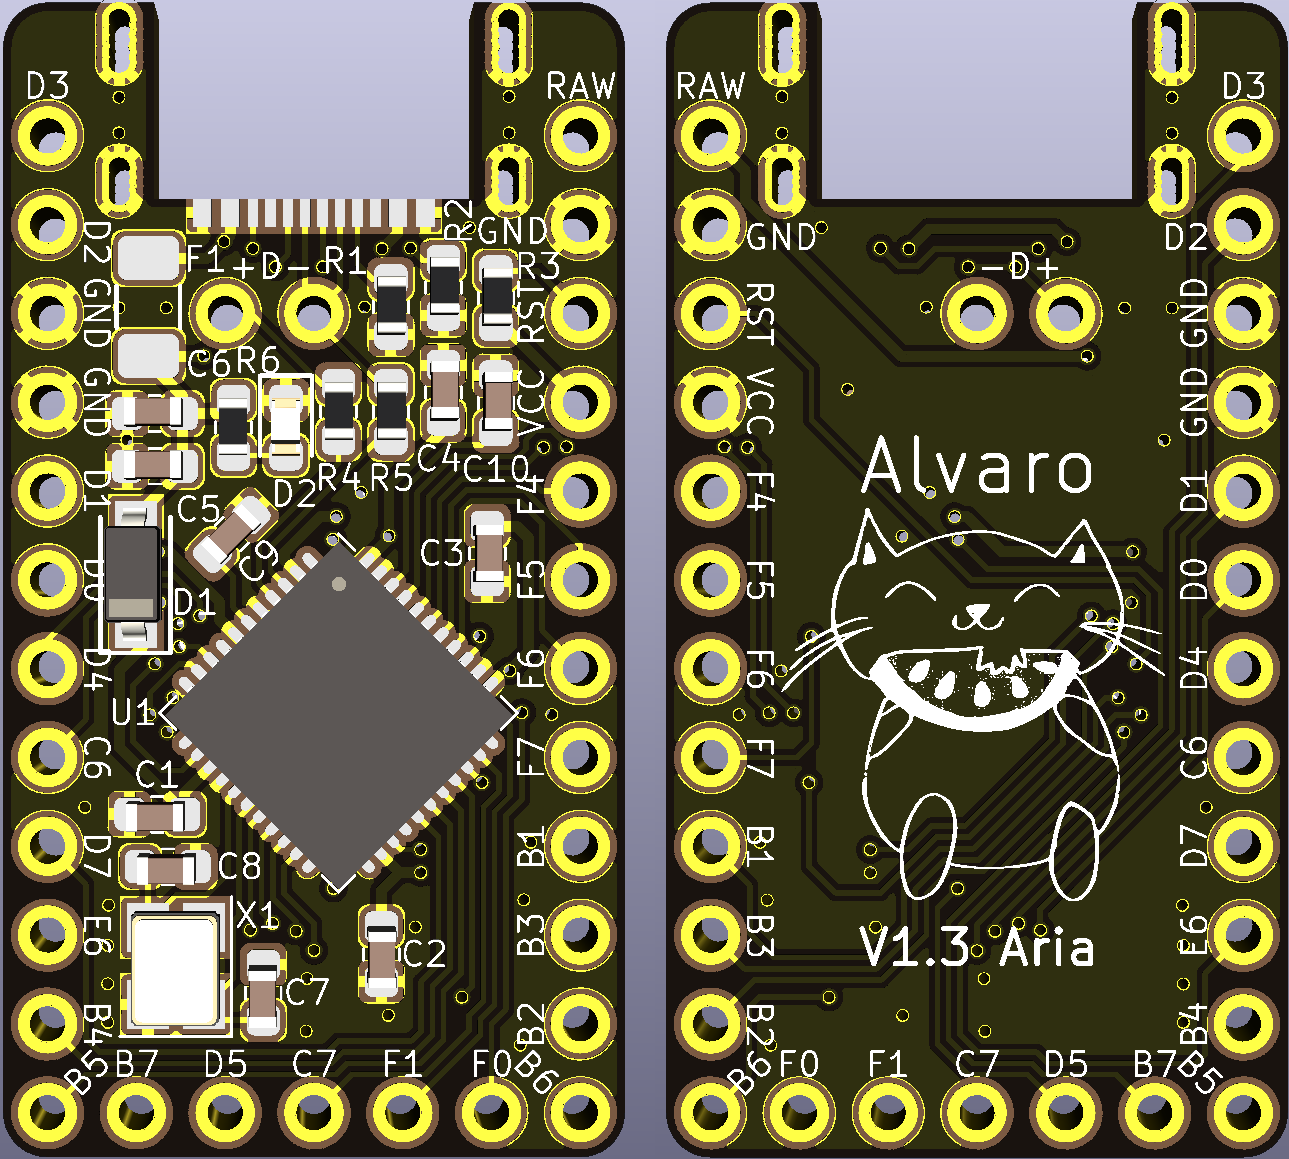 D3
RAW
D2
F1
+D-
R1
R2
GND
R3
GND
RST
C6
R6
GND
VCC
R4
R5
C4
C10
D1
D2
F4
C5
C9
C3
D0
D1
F5
D4
F6
U1
C6
F7
C1
D7
C8
B1
E6
X1
B3
C2
C7
B4
B2
B5
B7
D5
C7
F1
F0
B6
RAW
D3
GND
D2
-D+
RST
GND
VCC
GND
Alvaro
F4
D1
F5
D0
F6
D4
F7
C6
B1
D7
B3
V1.3 Aria
E6
B2
B4
B6
F0
F1
C7
D5
B7
B5